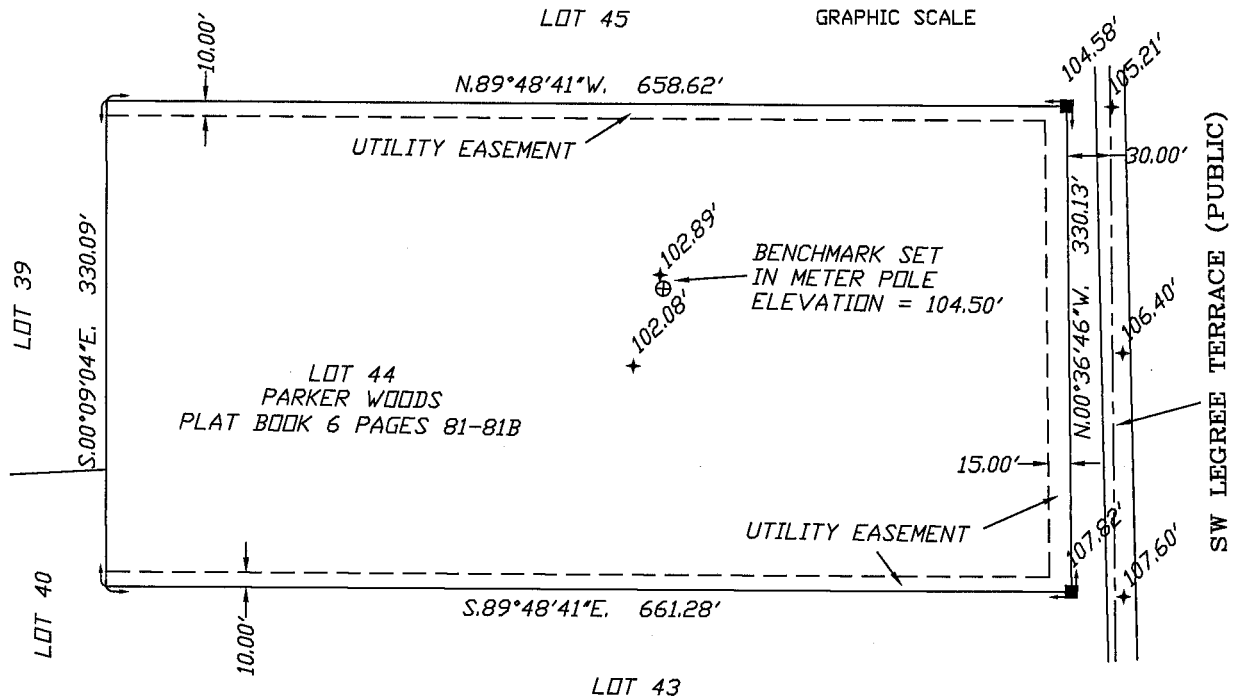 LOT 45
GRAPHIC SCALE
10.00'
104.58'
105.21'
N.89°48'41"W. 658.62'
UTILITY EASEMENT
30.00'
S.00°09'04"E. 330.09'
N.00°36'46"W. 330.13'
SW LEGREE TERRACE (PUBLIC)
LOT 39
102.89'
BENCHMARK SET
IN METER POLE
ELEVATION = 104.50'
102.08'
106.40'
LOT 44
PARKER WOODS
PLAT BOOK 6 PAGES 81-81B
15.00'
UTILITY EASEMENT
107.82'
107.60'
LOT 40
10.00'
S.89°48'41"E. 661.28'
LOT 43